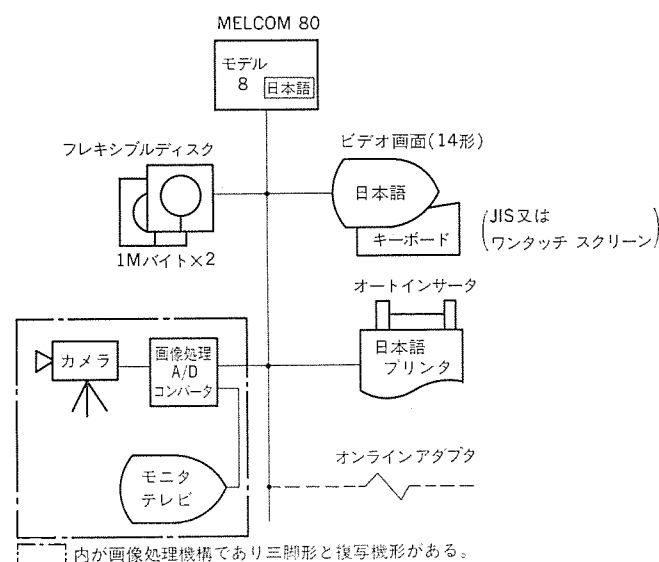 MELCOM 80
モデル
8 日本語
フレキシブルディスク
1Mバイト×2
ビデオ画面(14形)
日本語
キーボード
(JIS又は
ワンタッチ スクリーン)
オートインサータ
日本語
プリンタ
カメラ
画像処理
A/D
コンバータ
モニタ
テレビ
オンラインアダプタ
内が画像処理機構であり三脚形と複写機形がある。